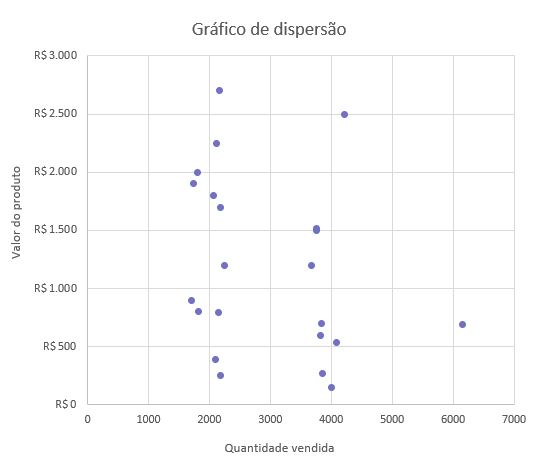 Gráfico de dispersão
R$ 3.000
R$ 2.500
R$ 2.000
R$ 1.500
R$ 1.000
R$ 500
R$ 0
Valor do produto
0 1000 2000 3000 4000 5000 6000 7000
Quantidade vendida